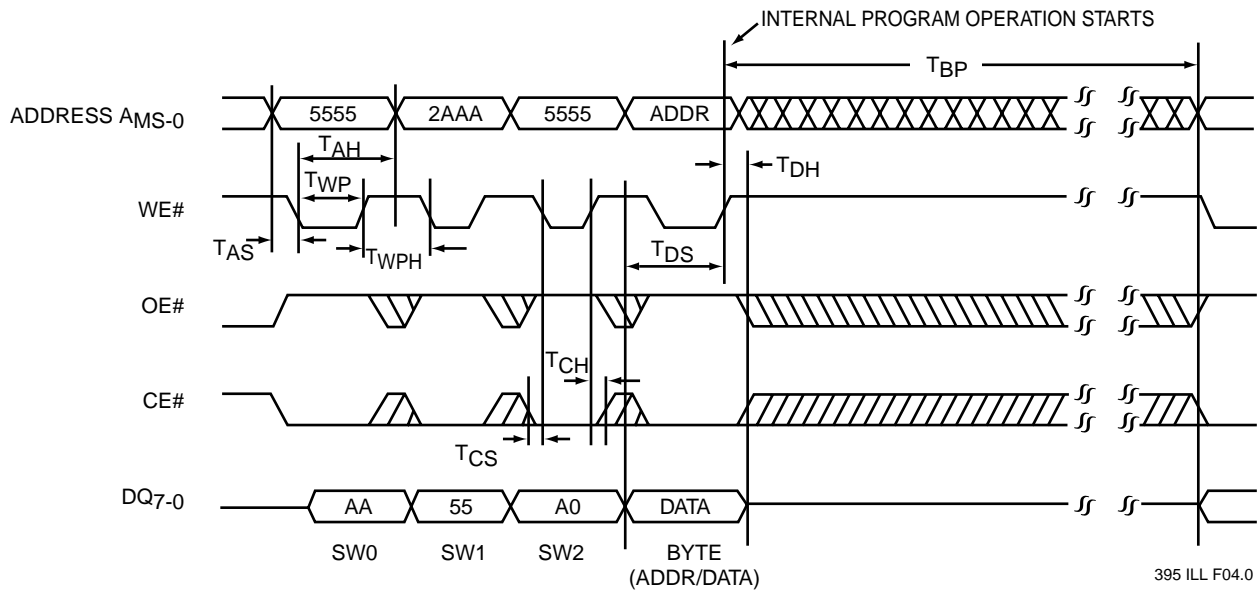 INTERNAL PROGRAM OPERATION STARTS
TBP
ADDRESS AMS-0
5555
2AAA
5555
ADDR
TAH
TDH
TWP
WE#
TAS
TWPH
TDS
OE#
TCH
CE#
TCS
DQ7-0
AA
55
A0
DATA
SW0
SW1
SW2
BYTE
(ADDR/DATA)
395 ILL F04.0